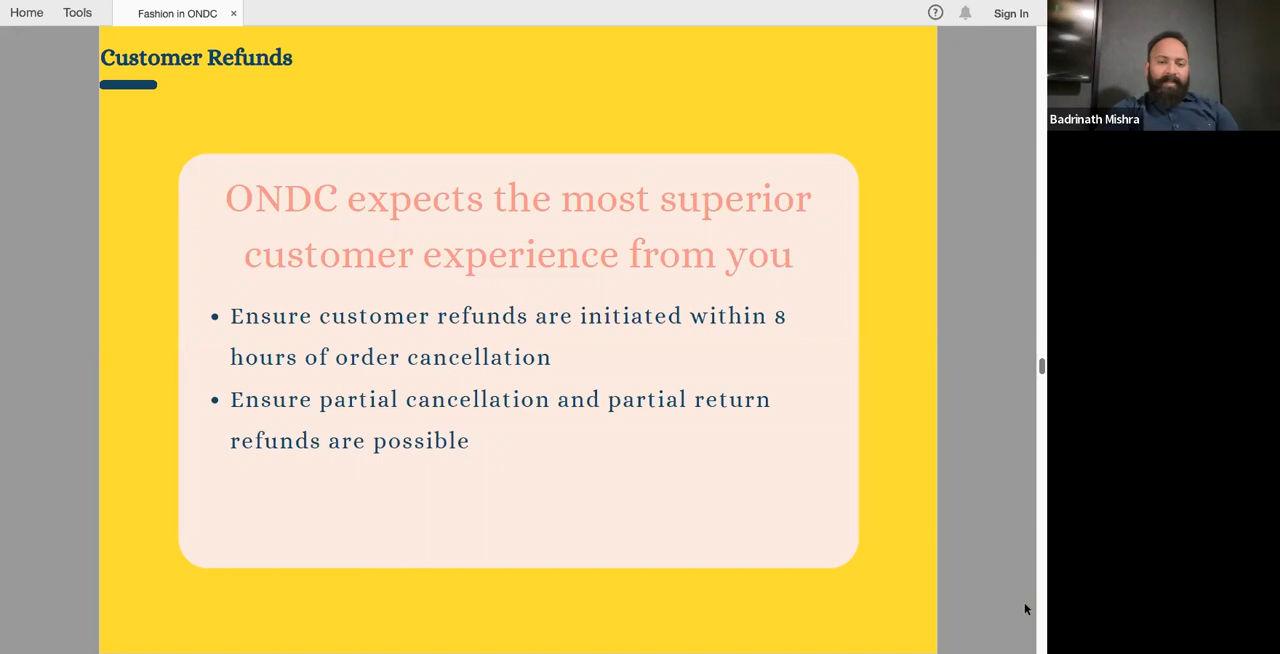 Home Tools Fashion in ONDC × ? Sign In
Customer Refunds
ONDC expects the most superior
customer experience from you
• Ensure customer refunds are initiated within 8
hours of order cancellation
• Ensure partial cancellation and partial return
refunds are possible
Badrinath Mishra